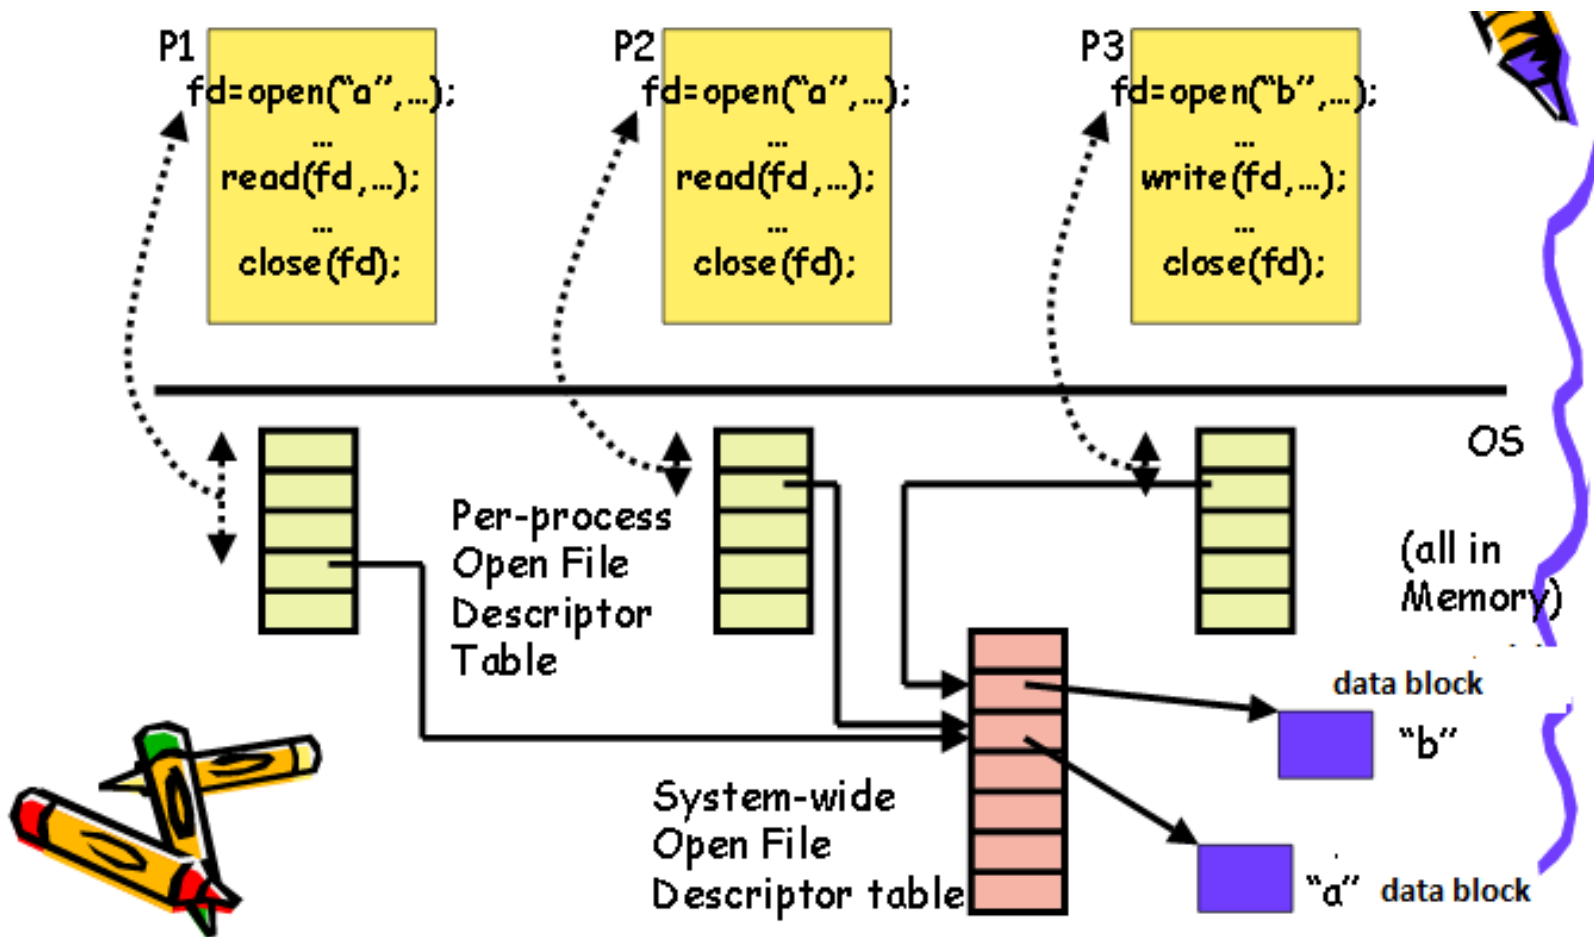 P1
fd=open(“a”,…);
…
read(fd,…);
…
close(fd);
P2
fd=open(“a”,…);
…
read(fd,…);
…
close(fd);
P3
fd=open(“b”,…);
…
write(fd,…);
…
close(fd);
OS
(all in
Memory)
Per-process
Open File
Descriptor
Table
System-wide
Open File
Descriptor table
data block
“b”
“a” data block